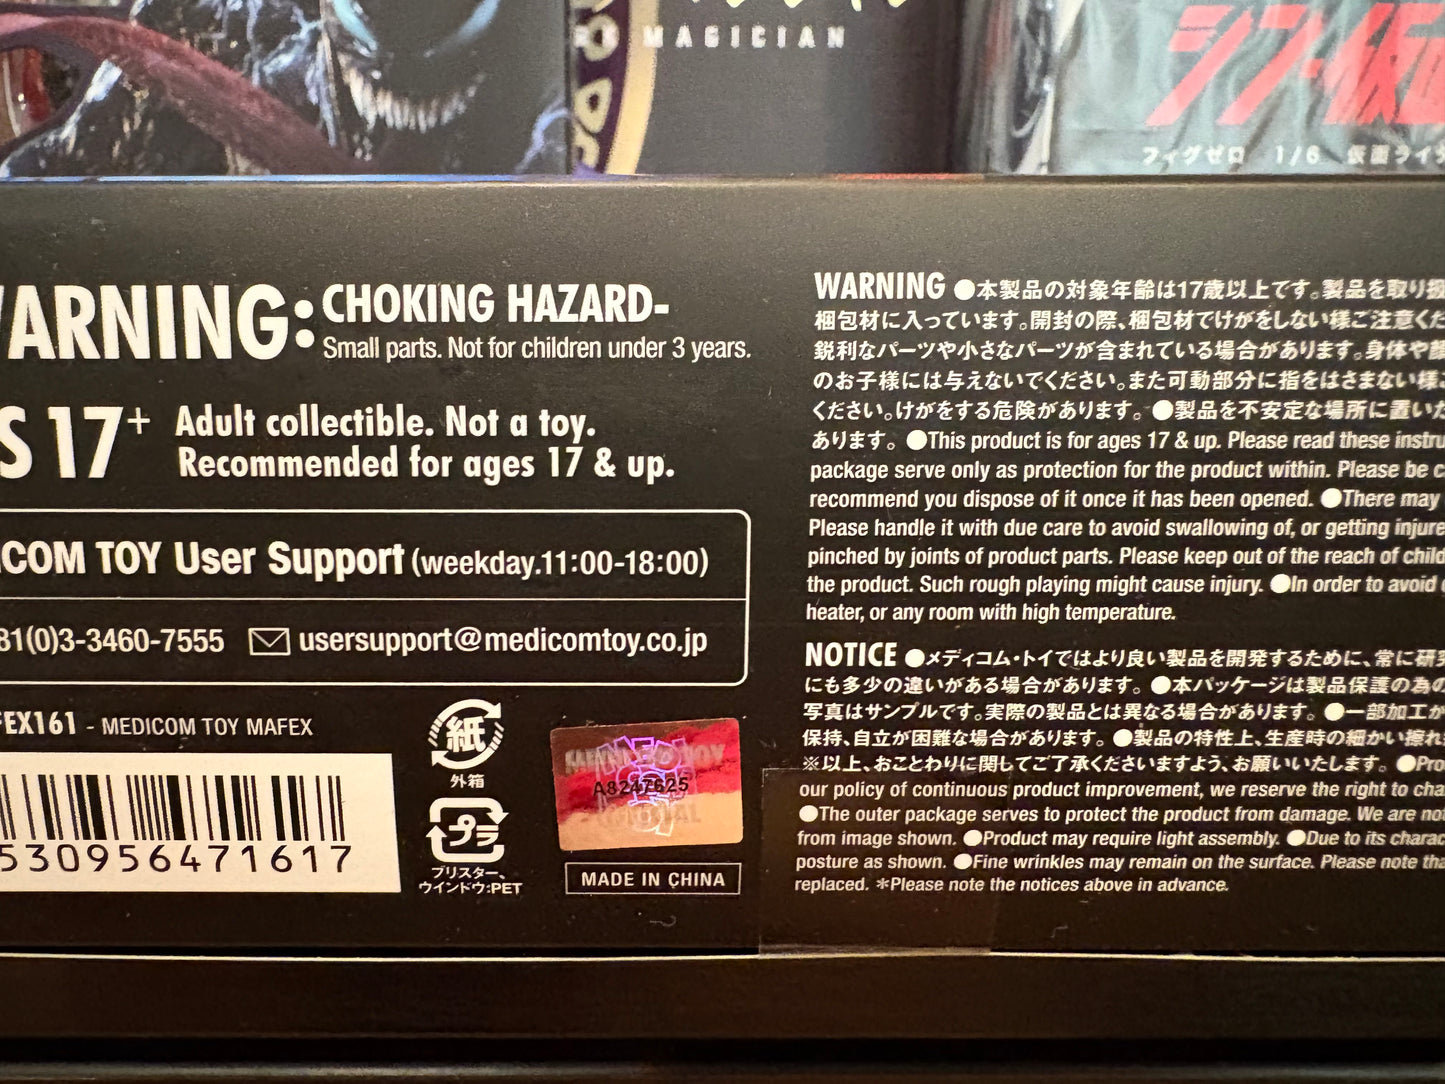 MAGICIAN
シン・仮
フィグゼロ 1/6 仮面ライダ
WARNING:
CHOKING HAZARD-
Small parts. Not for children under 3 years.
S 17+
Adult collectible. Not a toy.
Recommended for ages 17 & up.
ICOM TOY User Support (weekday.11:00-18:00)
81(0)3-3460-7555 usersupport@medicomtoy.co.jp
FEX161 - MEDICOM TOY MAFEX
530956471617
紙
外箱
プラ
ブリスター、
ウインドウ:PET
A8247625
MADE IN CHINA
WARNING ●本製品の対象年齢は17歳以上です。製品を取り扱
梱包材に入っています。開封の際、梱包材でけがをしない様ご注意くだ
鋭利なパーツや小さなパーツが含まれている場合があります。身体や顔
のお子様には与えないでください。また可動部分に指をはさまない様ご
ください。けがをする危険があります。●製品を不安定な場所に置いた
あります。●This product is for ages 17 & up. Please read these instru
package serve only as protection for the product within. Please be c
recommend you dispose of it once it has been opened. ●There may
Please handle it with due care to avoid swallowing of, or getting injure
pinched by joints of product parts. Please keep out of the reach of child
the product. Such rough playing might cause injury. ●In order to avoid
heater, or any room with high temperature.
NOTICE ●メディコム・トイではより良い製品を開発するために、常に研究
にも多少の違いがある場合があります。●本パッケージは製品保護の為の
写真はサンプルです。実際の製品とは異なる場合があります。●一部加工が
保持、自立が困難な場合があります。●製品の特性上、生産時の細かい擦れ
※以上、おことわりに関してご了承くださいますよう、お願いいたします。●Pro
our policy of continuous product improvement, we reserve the right to cha
●The outer package serves to protect the product from damage. We are not
from image shown. ●Product may require light assembly. ●Due to its charac
posture as shown. ●Fine wrinkles may remain on the surface. Please note tha
replaced. *Please note the notices above in advance.